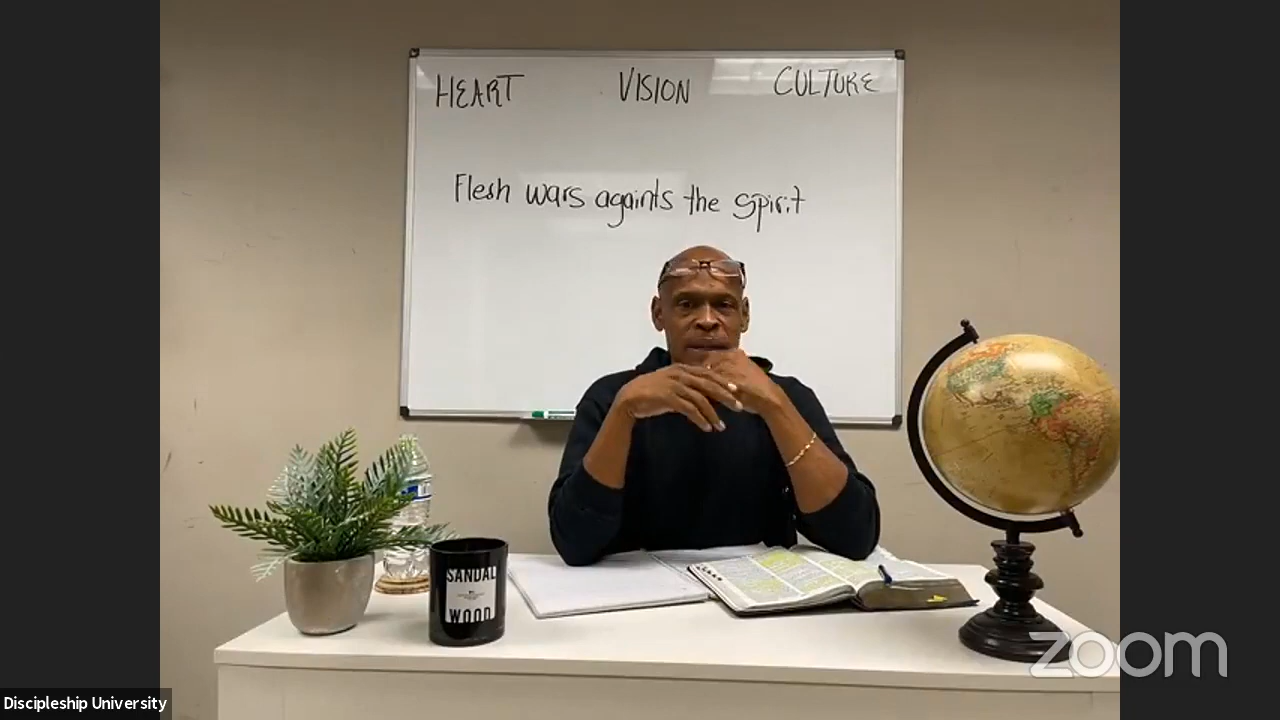 HEART VISION CULTURE
Flesh wars againts the spirit
SANDAL
WOOD
zoom
Discipleship University